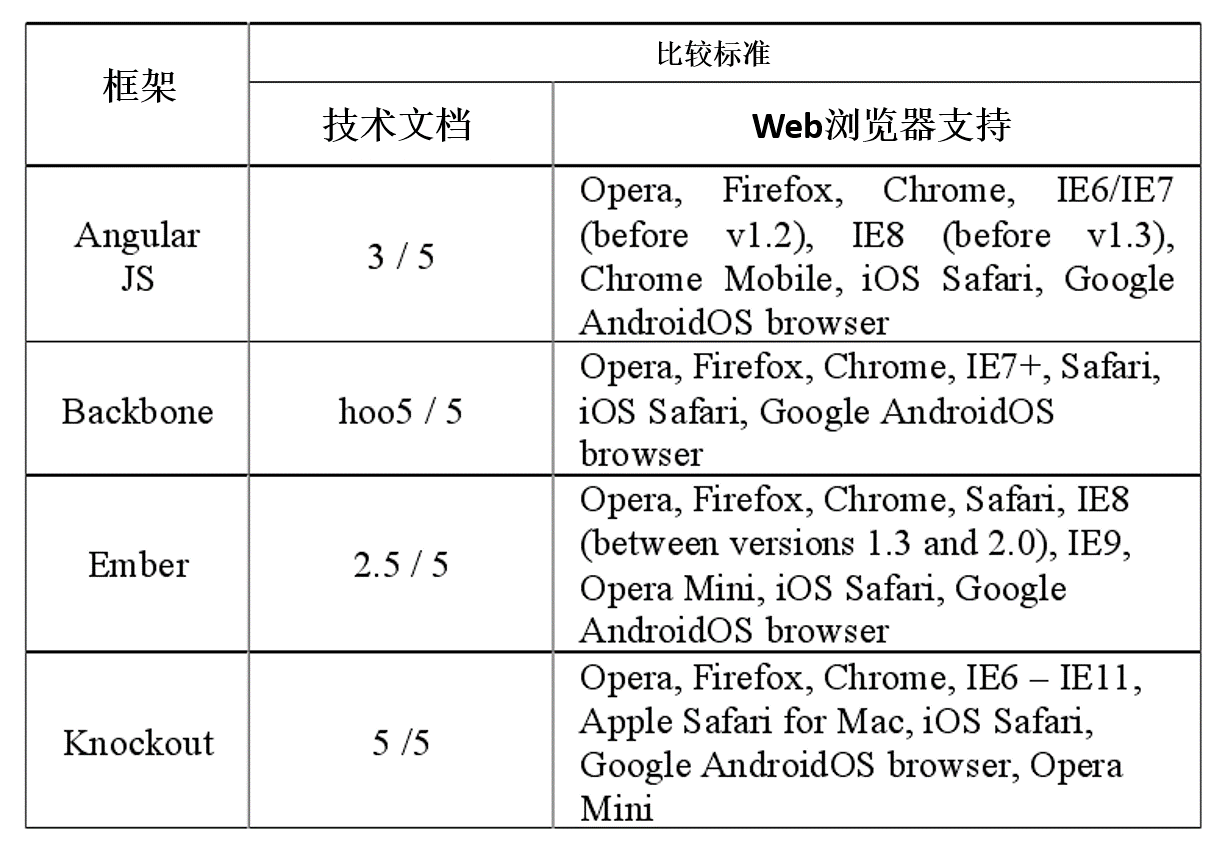 框架
比较标准
技术文档
Web浏览器支持
Angular
JS
3 / 5
Opera, Firefox, Chrome, IE6/IE7
(before v1.2), IE8 (before v1.3),
Chrome Mobile, iOS Safari, Google
AndroidOS browser
Backbone
hoo5 / 5
Opera, Firefox, Chrome, IE7+, Safari,
iOS Safari, Google AndroidOS
browser
Ember
2.5 / 5
Opera, Firefox, Chrome, Safari, IE8
(between versions 1.3 and 2.0), IE9,
Opera Mini, iOS Safari, Google
AndroidOS browser
Knockout
5 /5
Opera, Firefox, Chrome, IE6 – IE11,
Apple Safari for Mac, iOS Safari,
Google AndroidOS browser, Opera
Mini